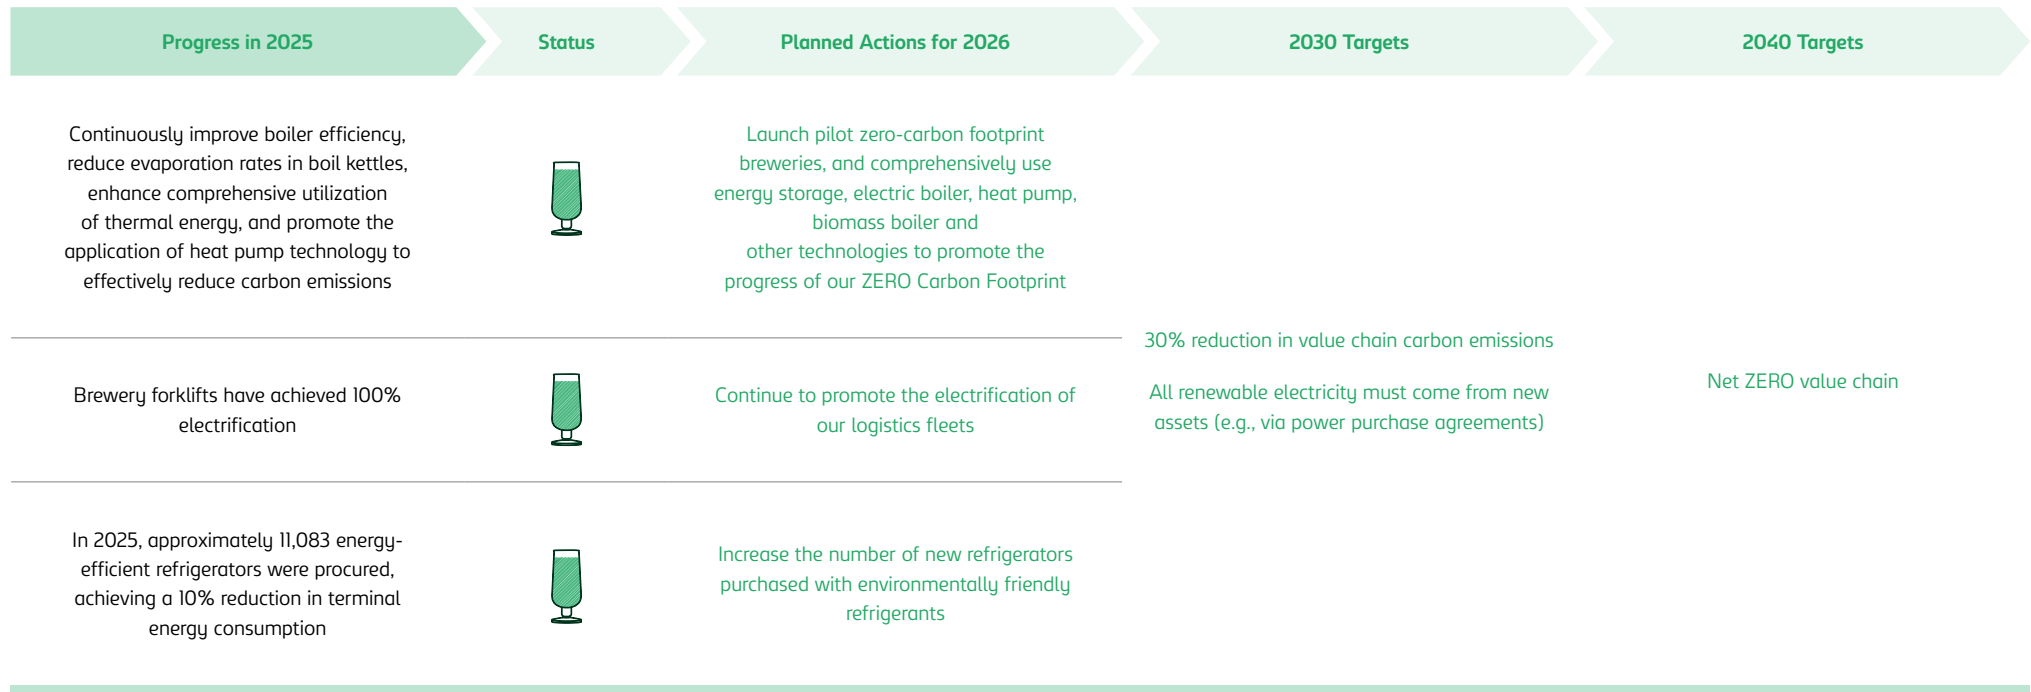 Progress in 2025
Status
Planned Actions for 2026
2030 Targets
2040 Targets
Continuously improve boiler efficiency,
reduce evaporation rates in boil kettles,
enhance comprehensive utilization
of thermal energy, and promote the
application of heat pump technology to
effectively reduce carbon emissions
Launch pilot zero-carbon footprint
breweries, and comprehensively use
energy storage, electric boiler, heat pump,
biomass boiler and
other technologies to promote the
progress of our ZERO Carbon Footprint
Brewery forklifts have achieved 100%
electrification
Continue to promote the electrification of
our logistics fleets
In 2025, approximately 11,083 energy-
efficient refrigerators were procured,
achieving a 10% reduction in terminal
energy consumption
Increase the number of new refrigerators
purchased with environmentally friendly
refrigerants
30% reduction in value chain carbon emissions
All renewable electricity must come from new
assets (e.g., via power purchase agreements)
Net ZERO value chain